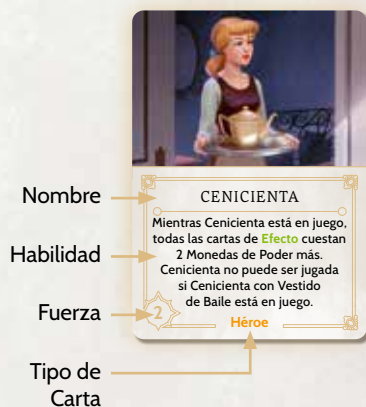 CENICIENTA
Mientras Cenicienta está en juego,
todas las cartas de Efecto cuestan
2 Monedas de Poder más.
Cenicienta no puede ser jugada
si Cenicienta con Vestido
de Baile está en juego.
2
Héroe
Nombre
Habilidad
Fuerza
Tipo de
Carta